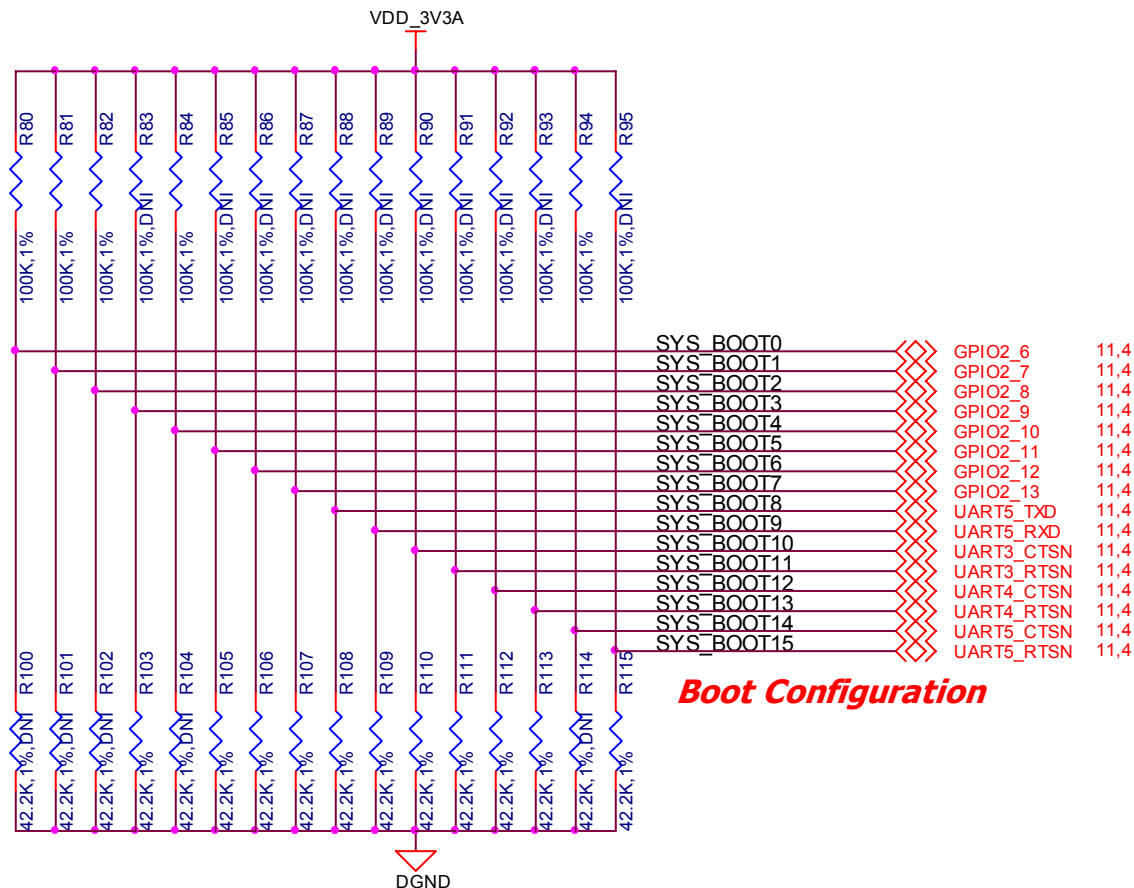 VDD_3V3A
R80
R81
R82
R83
R84
R85
R86
R87
R88
R89
R90
R91
R92
R93
R94
R95
100K,1%
100K,1%
100K,1%
100K,1%,DNI
100K,1%
100K,1%,DNI
100K,1%,DNI
100K,1%,DNI
100K,1%,DNI
100K,1%,DNI
100K,1%,DNI
100K,1%,DNI
100K,1%,DNI
100K,1%,DNI
100K,1%
100K,1%,DNI
SYS_BOOT0 GPIO2_6 11,4
SYS_BOOT1 GPIO2_7 11,4
SYS_BOOT2 GPIO2_8 11,4
SYS_BOOT3 GPIO2_9 11,4
SYS_BOOT4 GPIO2_10 11,4
SYS_BOOT5 GPIO2_11 11,4
SYS_BOOT6 GPIO2_12 11,4
SYS_BOOT7 GPIO2_13 11,4
SYS_BOOT8 UART5_TXD 11,4
SYS_BOOT9 UART5_RXD 11,4
SYS_BOOT10 UART3_CTSN 11,4
SYS_BOOT11 UART3_RTSN 11,4
SYS_BOOT12 UART4_CTSN 11,4
SYS_BOOT13 UART4_RTSN 11,4
SYS_BOOT14 UART5_CTSN 11,4
SYS_BOOT15 UART5_RTSN 11,4
Boot Configuration
R100
R101
R102
R103
R104
R105
R106
R107
R108
R109
R110
R111
R112
R113
R114
R115
42.2K,1%,DNI
42.2K,1%,DNI
42.2K,1%,DNI
42.2K,1%
42.2K,1%,DNI
42.2K,1%
42.2K,1%
42.2K,1%
42.2K,1%
42.2K,1%
42.2K,1%
42.2K,1%
42.2K,1%
42.2K,1%
42.2K,1%,DNI
42.2K,1%
DGND